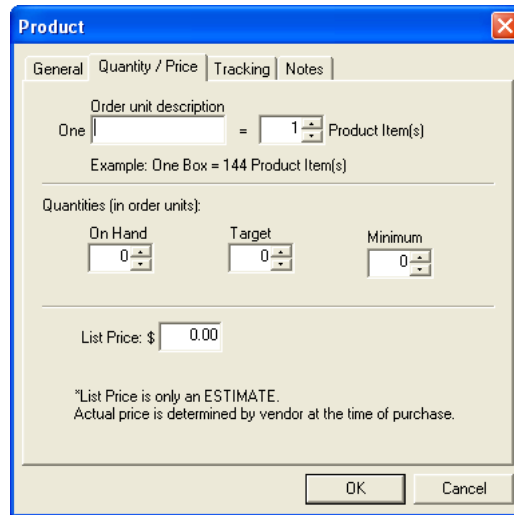 Product
General Quantity / Price Tracking Notes
Order unit description
One = 1 Product Item(s)
Example: One Box = 144 Product Item(s)
Quantities (in order units):
On Hand Target Minimum
0 0 0
List Price: $ 0.00
*List Price is only an ESTIMATE.
Actual price is determined by vendor at the time of purchase.
OK Cancel